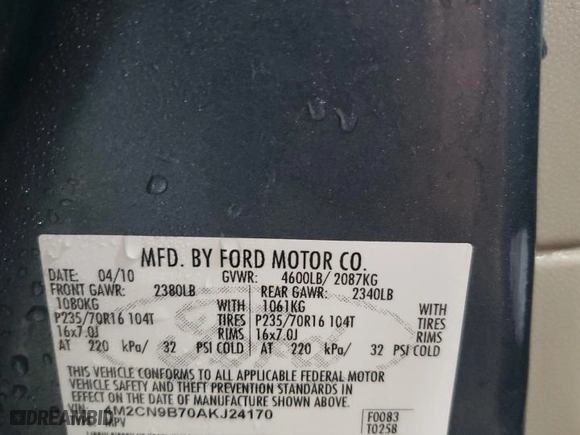 MFD. BY FORD MOTOR CO.
DATE: 04/10 GVWR: 4600LB/ 2087KG
FRONT GAWR: 2380LB REAR GAWR: 2340LB
1080KG WITH 1061KG WITH
P235/70R16 104T TIRES P235/70R16 104T TIRES
16x7.0J RIMS 16x7.0J RIMS
AT 220 kPa/ 32 PSI COLD AT 220 kPa/ 32 PSI COLD
THIS VEHICLE CONFORMS TO ALL APPLICABLE FEDERAL MOTOR
VEHICLE SAFETY AND THEFT PREVENTION STANDARDS IN
EFFECT ON THE DATE OF MANUFACTURE SHOWN ABOVE.
M2CN9B70AKJ24170
MPV
F0083
T0258
DREAMBID